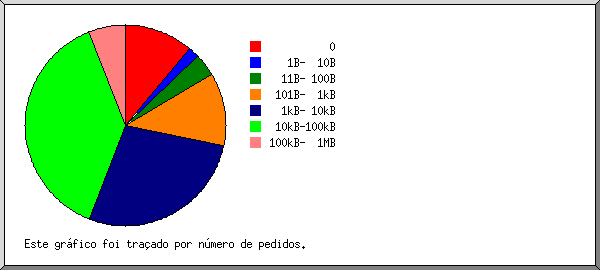 0
1B- 10B
11B- 100B
101B- 1kB
1kB- 10kB
10kB-100kB
100kB- 1MB
Este gráfico foi traçado por número de pedidos.